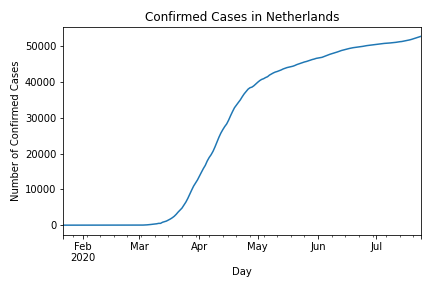 Confirmed Cases in Netherlands
Number of Confirmed Cases
50000
40000
30000
20000
10000
0
Feb Mar Apr May Jun Jul
2020
Day